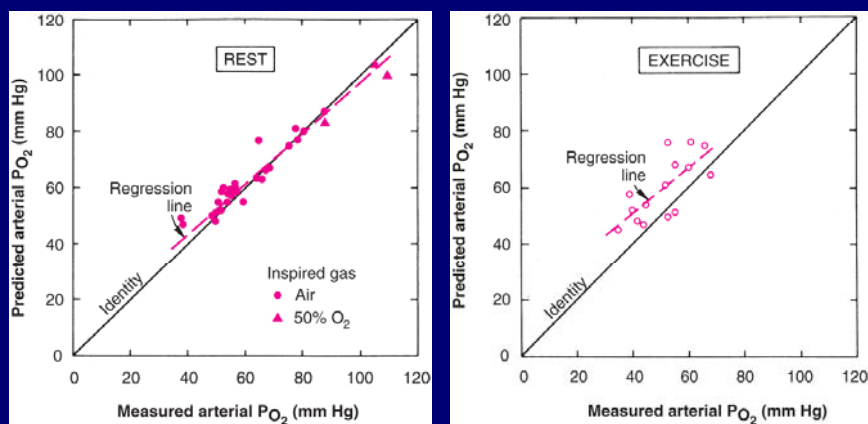 REST
Predicted arterial PO2 (mm Hg)
120
100
80
60
40
20
0
Regression
line
Identity
Inspired gas
Air
50% O2
0 20 40 60 80 100 120
Measured arterial PO2 (mm Hg)
EXERCISE
Predicted arterial PO2 (mm Hg)
120
100
80
60
40
20
0
Regression
line
Identity
0 20 40 60 80 100 120
Measured arterial PO2 (mm Hg)